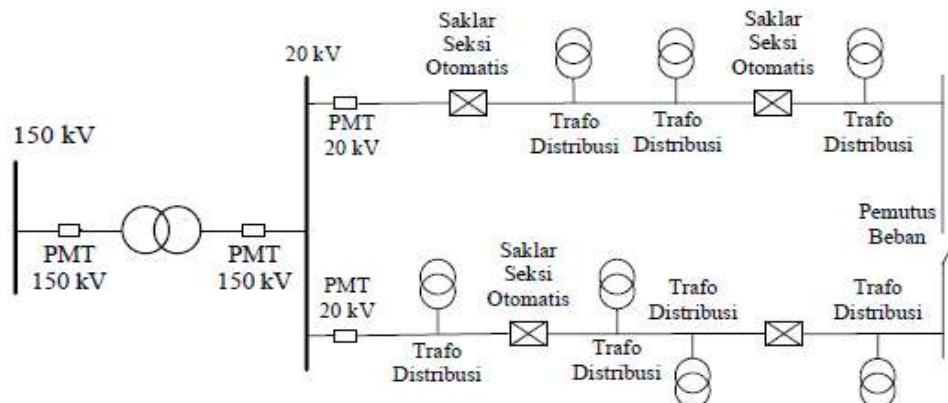 150 kV
PMT
150 kV
PMT
150 kV
20 kV
PMT
20 kV
Saklar
Seksi
Otomatis
Trafo
Distribusi
Trafo
Distribusi
Saklar
Seksi
Otomatis
Trafo
Distribusi
Pemutus
Beban
PMT
20 kV
Trafo
Distribusi
Saklar
Seksi
Otomatis
Trafo
Distribusi
Trafo
Distribusi
Trafo
Distribusi